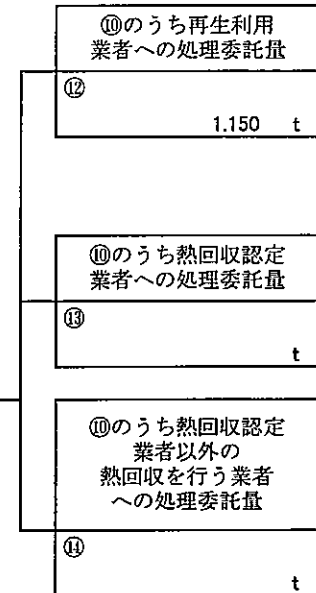 ⑩のうち再生利用
業者への処理委託量
⑫
1.150 t
⑩のうち熱回収認定
業者への処理委託量
⑬
t
⑩のうち熱回収認定
業者以外の
熱回収を行う業者
への処理委託量
⑭
t